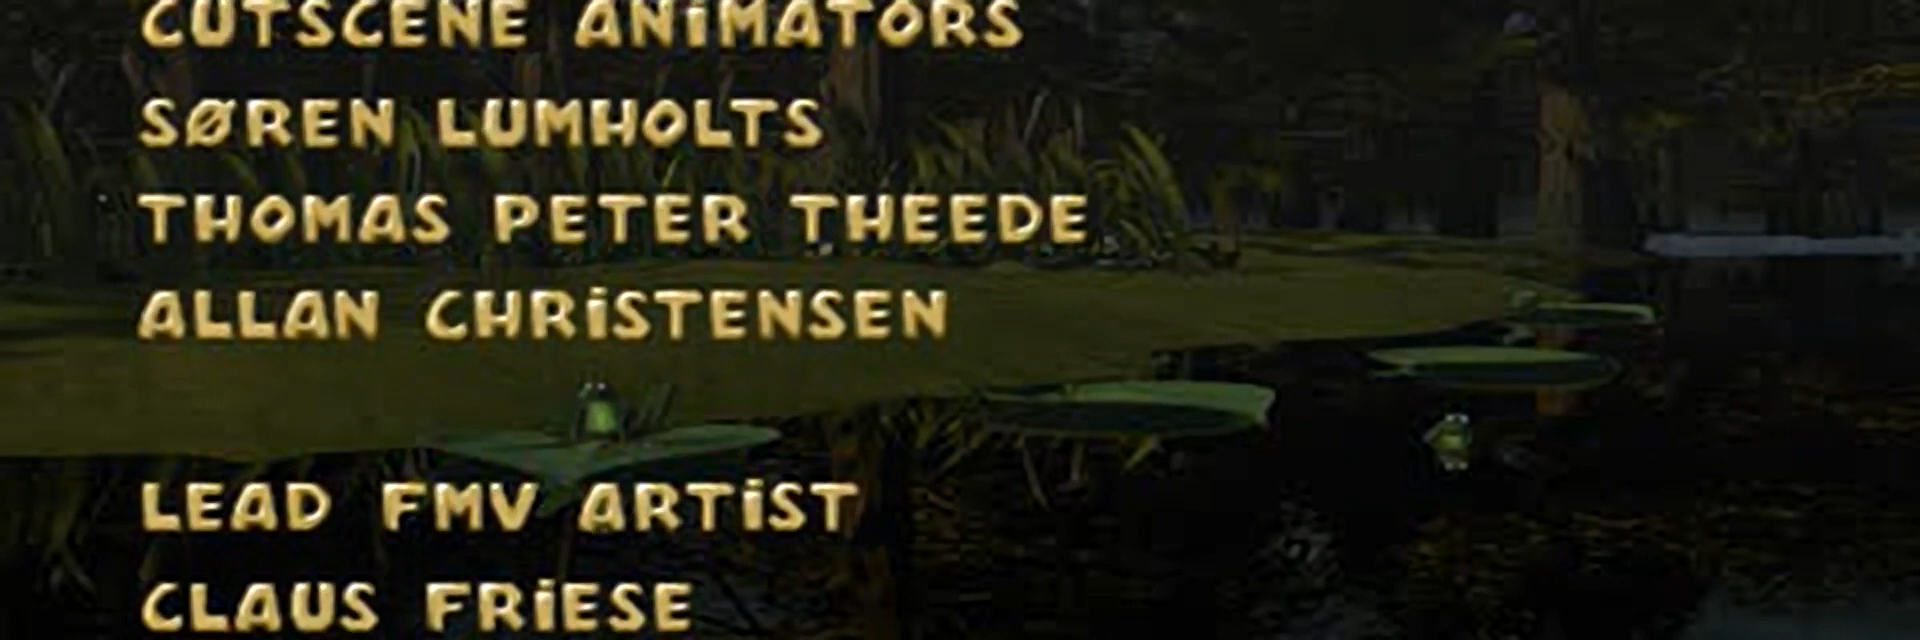 CUTSCENE ANiMATORS
SØREN LUMHOLTS
THOMAS PETER THEEDE
ALLAN CHRiSTENSEN
LEAD FMV ARTiST
CLAUS FRiESE